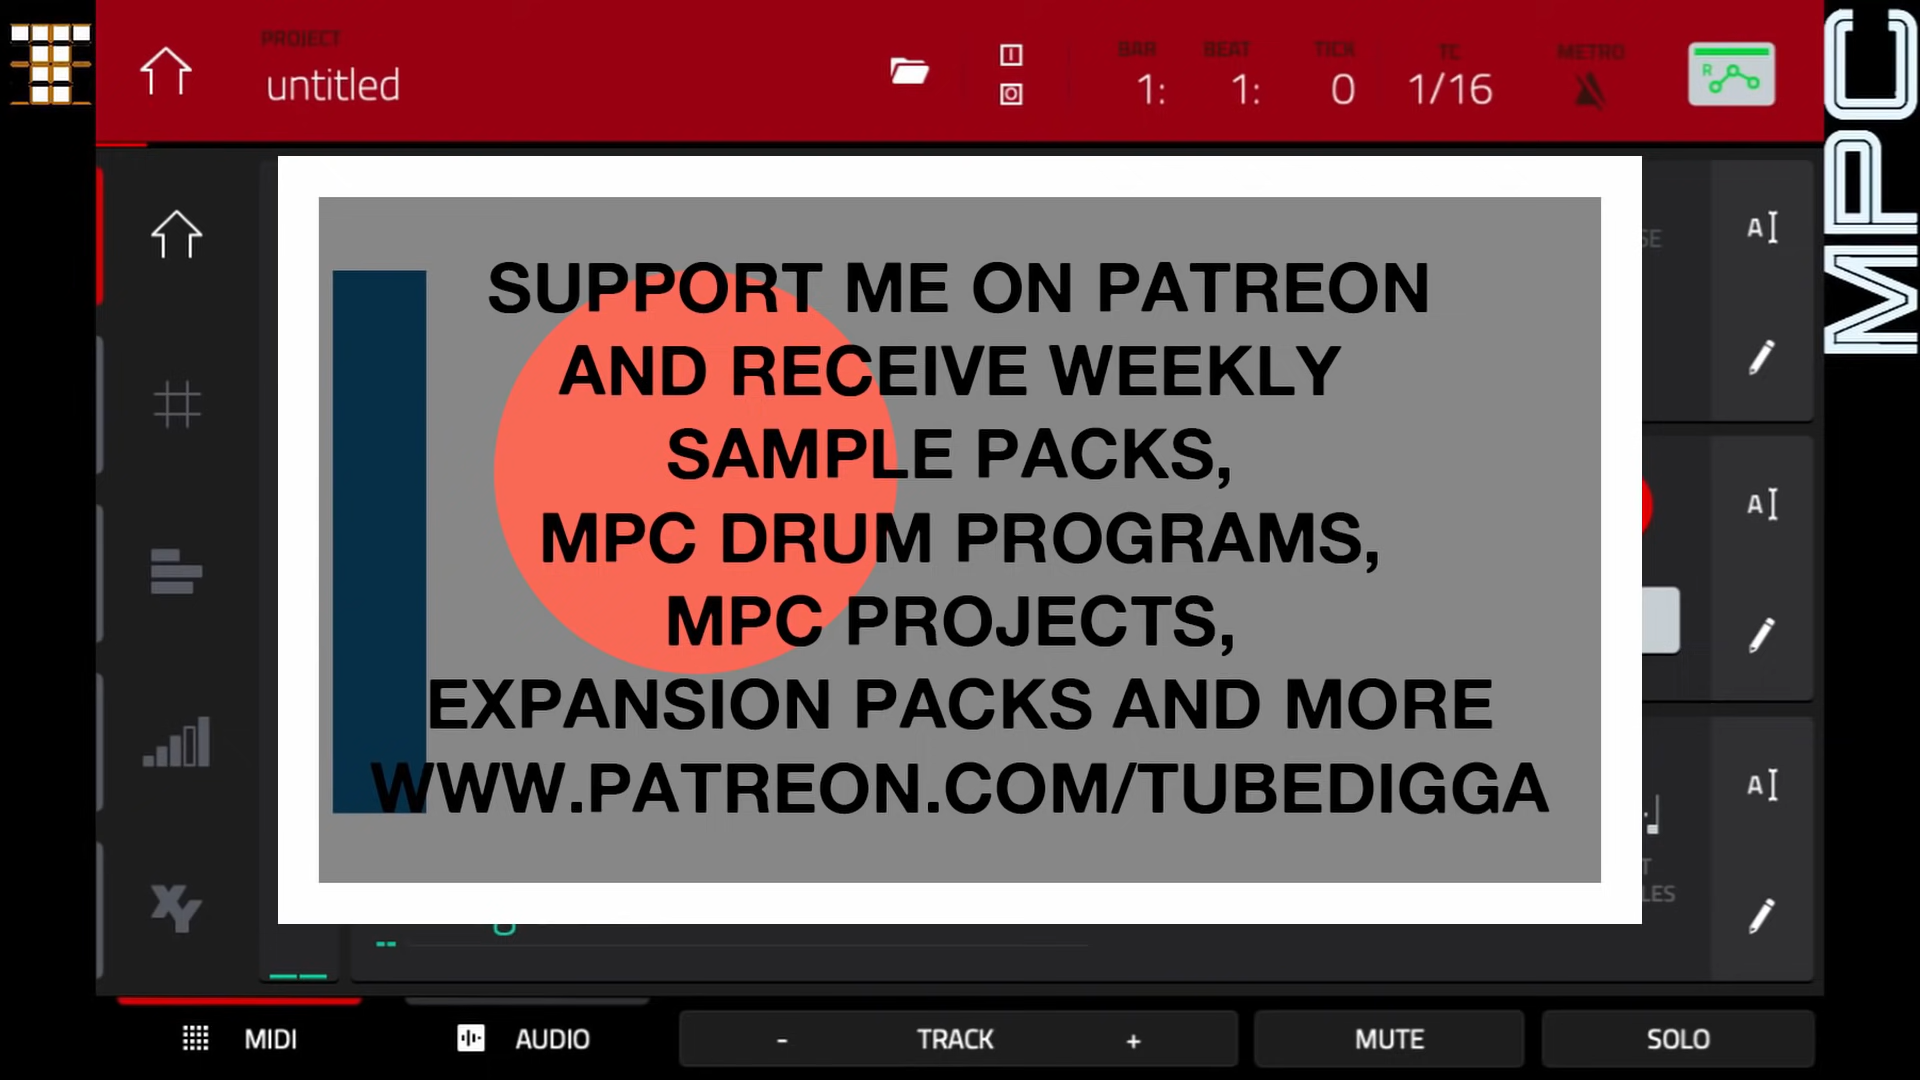 PROJECT
untitled
BAR BEAT TICK TC METRO
1: 1: 0 1/16
R
MPC
SUPPORT ME ON PATREON
AND RECEIVE WEEKLY
SAMPLE PACKS,
MPC DRUM PROGRAMS,
MPC PROJECTS,
EXPANSION PACKS AND MORE
WWW.PATREON.COM/TUBEDIGGA
A
A
A
XY
--
MIDI AUDIO - TRACK + MUTE SOLO